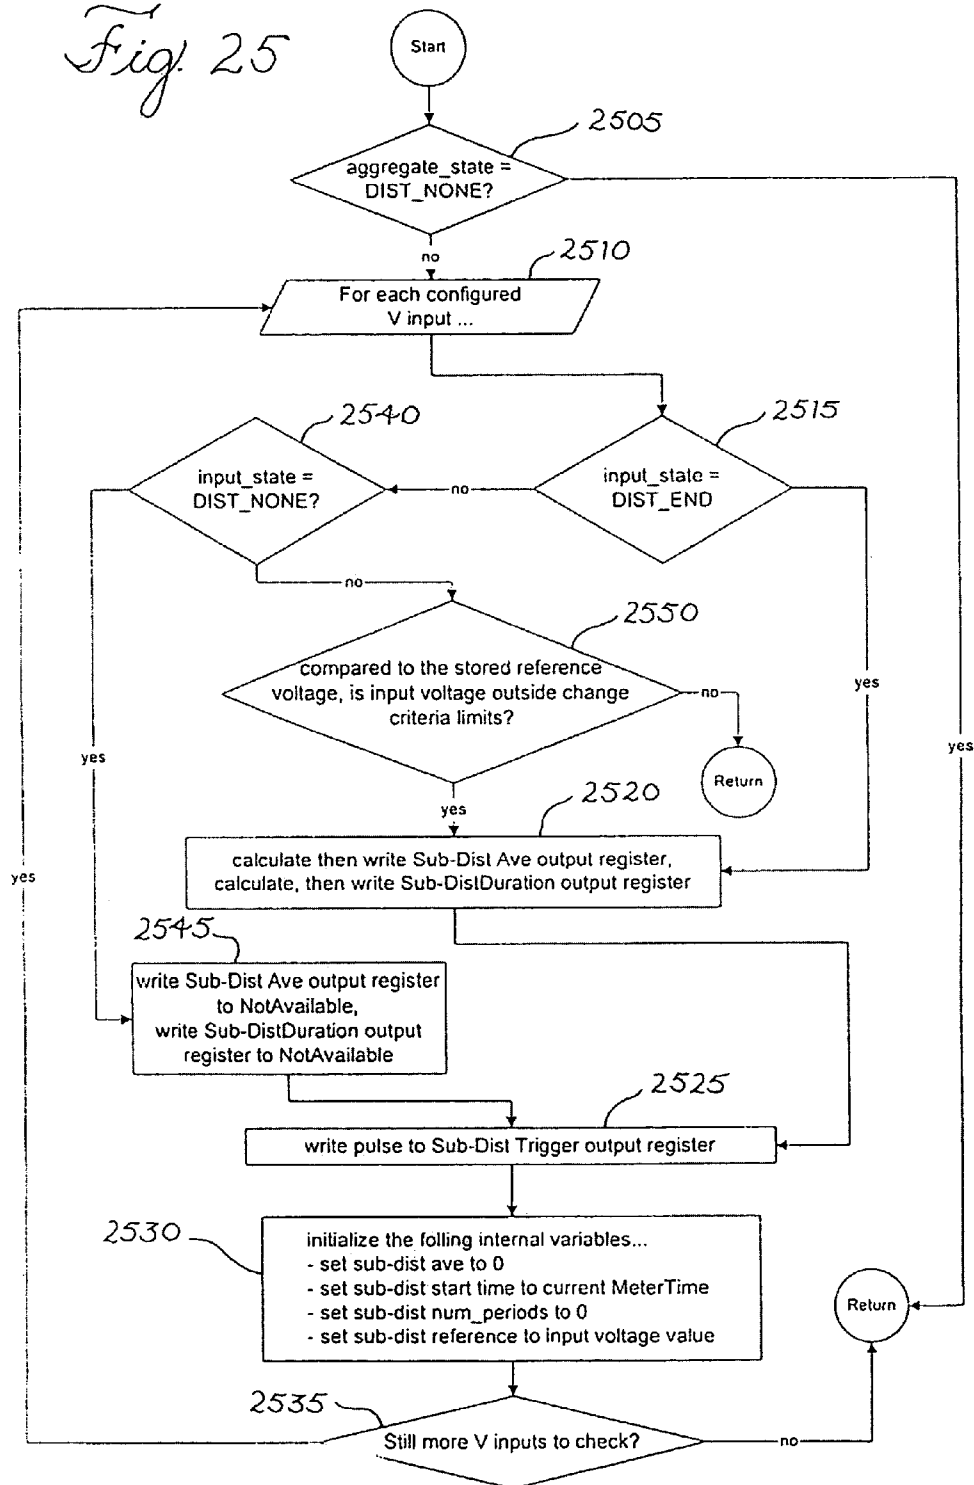 Fig. 25
Start
2505
aggregate_state =
DIST_NONE?
no
2510
For each configured
V input ...
2540
2515
input_state =
DIST_NONE?
no
input_state =
DIST_END
no
2550
compared to the stored reference
voltage, is input voltage outside change
criteria limits?
no
yes
yes
yes
Return
yes
2520
calculate then write Sub-Dist Ave output register,
calculate, then write Sub-DistDuration output register
yes
2545
write Sub-Dist Ave output register
to NotAvailable,
write Sub-DistDuration output
register to NotAvailable
2525
write pulse to Sub-Dist Trigger output register
2530
initialize the folling internal variables...
- set sub-dist ave to 0
- set sub-dist start time to current MeterTime
- set sub-dist num_periods to 0
- set sub-dist reference to input voltage value
Return
2535
Still more V inputs to check?
no